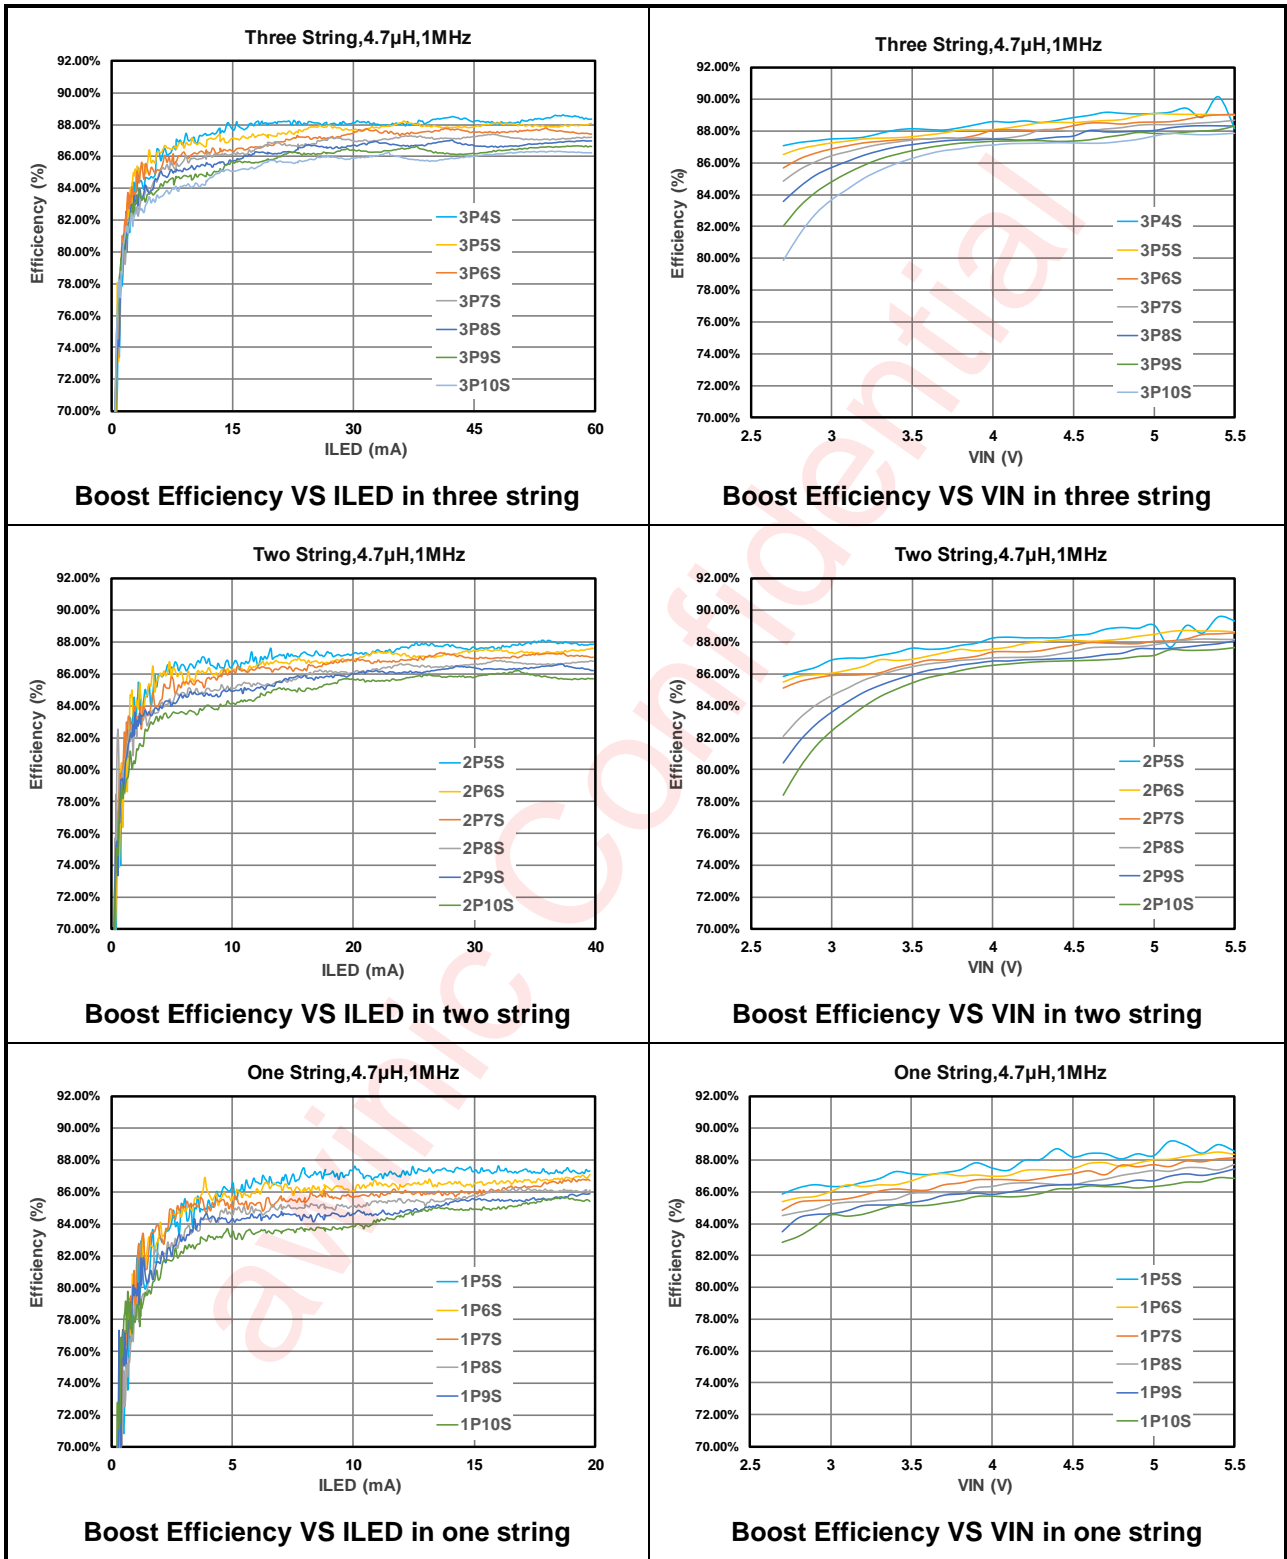 Three String,4.7µH,1MHz
92.00%
90.00%
88.00%
86.00%
84.00%
82.00%
80.00%
78.00%
76.00%
74.00%
72.00%
70.00%
Efficicency (%)
3P4S
3P5S
3P6S
3P7S
3P8S
3P9S
3P10S
0 15 30 45 60
ILED (mA)
Boost Efficiency VS ILED in three string
Three String,4.7µH,1MHz
92.00%
90.00%
88.00%
86.00%
84.00%
82.00%
80.00%
78.00%
76.00%
74.00%
72.00%
70.00%
Efficiency (%)
3P4S
3P5S
3P6S
3P7S
3P8S
3P9S
3P10S
2.5 3 3.5 4 4.5 5 5.5
VIN (V)
Boost Efficiency VS VIN in three string
Two String,4.7µH,1MHz
92.00%
90.00%
88.00%
86.00%
84.00%
82.00%
80.00%
78.00%
76.00%
74.00%
72.00%
70.00%
Efficiency (%)
2P5S
2P6S
2P7S
2P8S
2P9S
2P10S
0 10 20 30 40
ILED (mA)
Boost Efficiency VS ILED in two string
Two String,4.7µH,1MHz
92.00%
90.00%
88.00%
86.00%
84.00%
82.00%
80.00%
78.00%
76.00%
74.00%
72.00%
70.00%
Efficiency (%)
2P5S
2P6S
2P7S
2P8S
2P9S
2P10S
2.5 3 3.5 4 4.5 5 5.5
VIN (V)
Boost Efficiency VS VIN in two string
One String,4.7µH,1MHz
92.00%
90.00%
88.00%
86.00%
84.00%
82.00%
80.00%
78.00%
76.00%
74.00%
72.00%
70.00%
Efficiency (%)
1P5S
1P6S
1P7S
1P8S
1P9S
1P10S
0 5 10 15 20
ILED (mA)
Boost Efficiency VS ILED in one string
One String,4.7µH,1MHz
92.00%
90.00%
88.00%
86.00%
84.00%
82.00%
80.00%
78.00%
76.00%
74.00%
72.00%
70.00%
Efficiency (%)
1P5S
1P6S
1P7S
1P8S
1P9S
1P10S
2.5 3 3.5 4 4.5 5 5.5
VIN (V)
Boost Efficiency VS VIN in one string
awinic Confidential